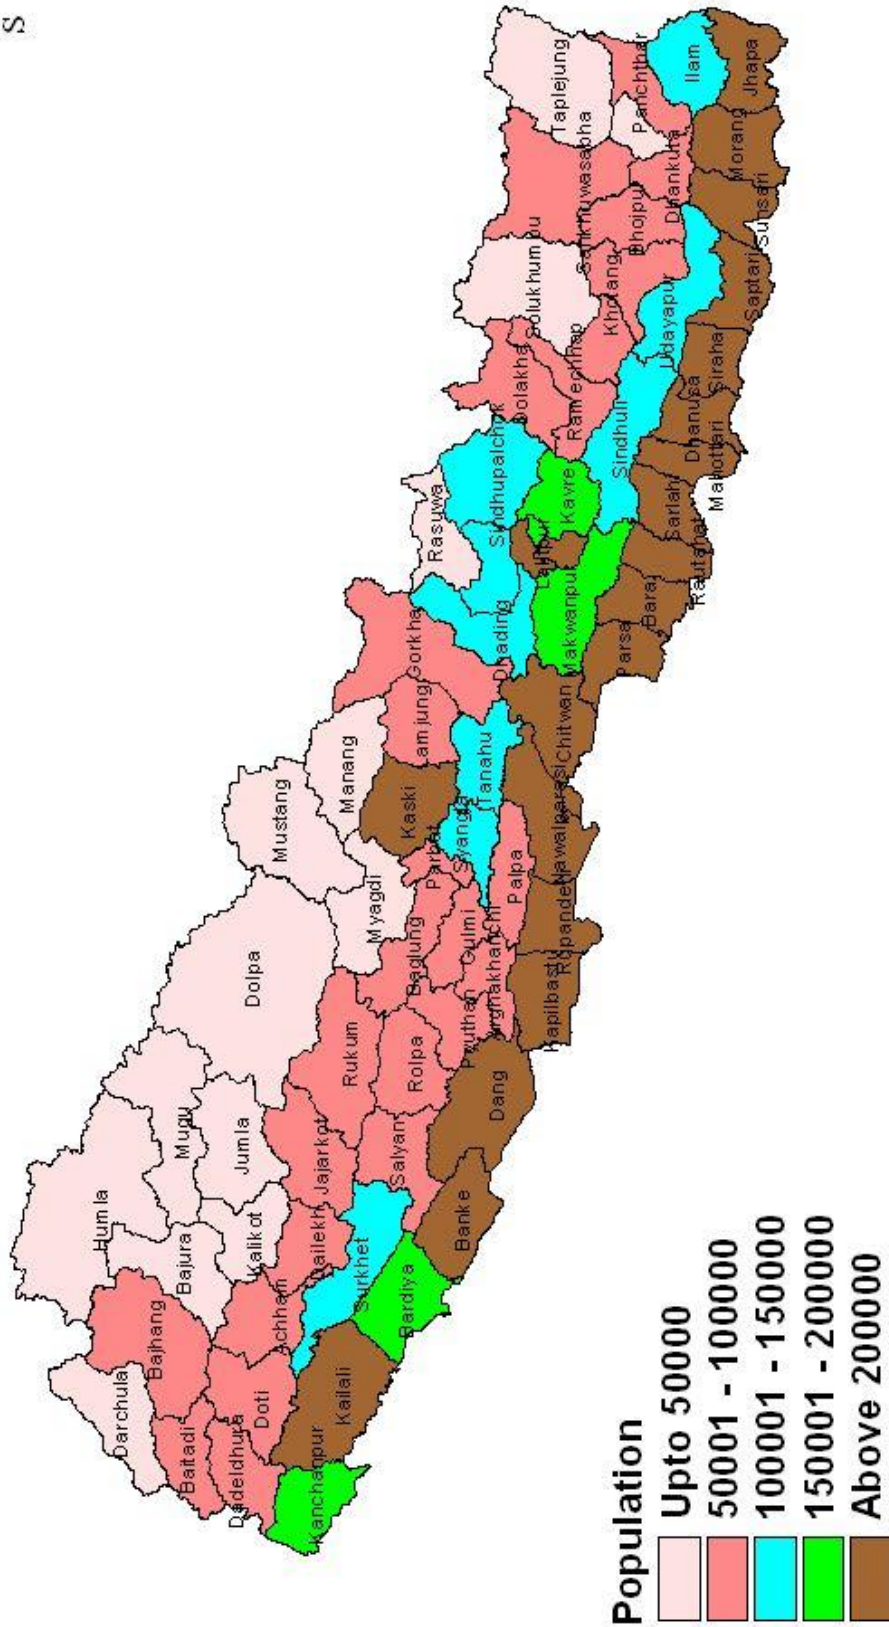 S
Darchula
Bajhang
Humla
Baitadi
Bajura
Mugu
Dadeldhura
Doti
Achham
Kalikot
Jumla
Dolpa
Mustang
Kanchanpur
Kailali
Dailekh
Jajarkot
Rukum
Myagdi
Manang
Surkhet
Salyan
Rolpa
Baglung
Parbat
Kaski
Lamjung
Gorkha
Rasuwa
Bardiya
Banke
Dang
Pyuthan
Gulmi
Syangja
Tanahu
Dhading
Sindhupalchok
Dolakha
Solukhumbu
Arghakhanchi
Palpa
Kapilbastu
Rupandehi
Nawalparasi
Chitwan
Makwanpur
Lalitpur
Kavre
Ramechhap
Khotang
Sankhuwasabha
Taplejung
Bhojpur
Dhankuta
Panchthar
Parsa
Bara
Rautahat
Sarlahi
Sindhuli
Mahottari
Dhanusa
Siraha
Udayapur
Saptari
Sunsari
Morang
Ilam
Jhapa
Population
Upto 50000
50001 - 100000
100001 - 150000
150001 - 200000
Above 200000